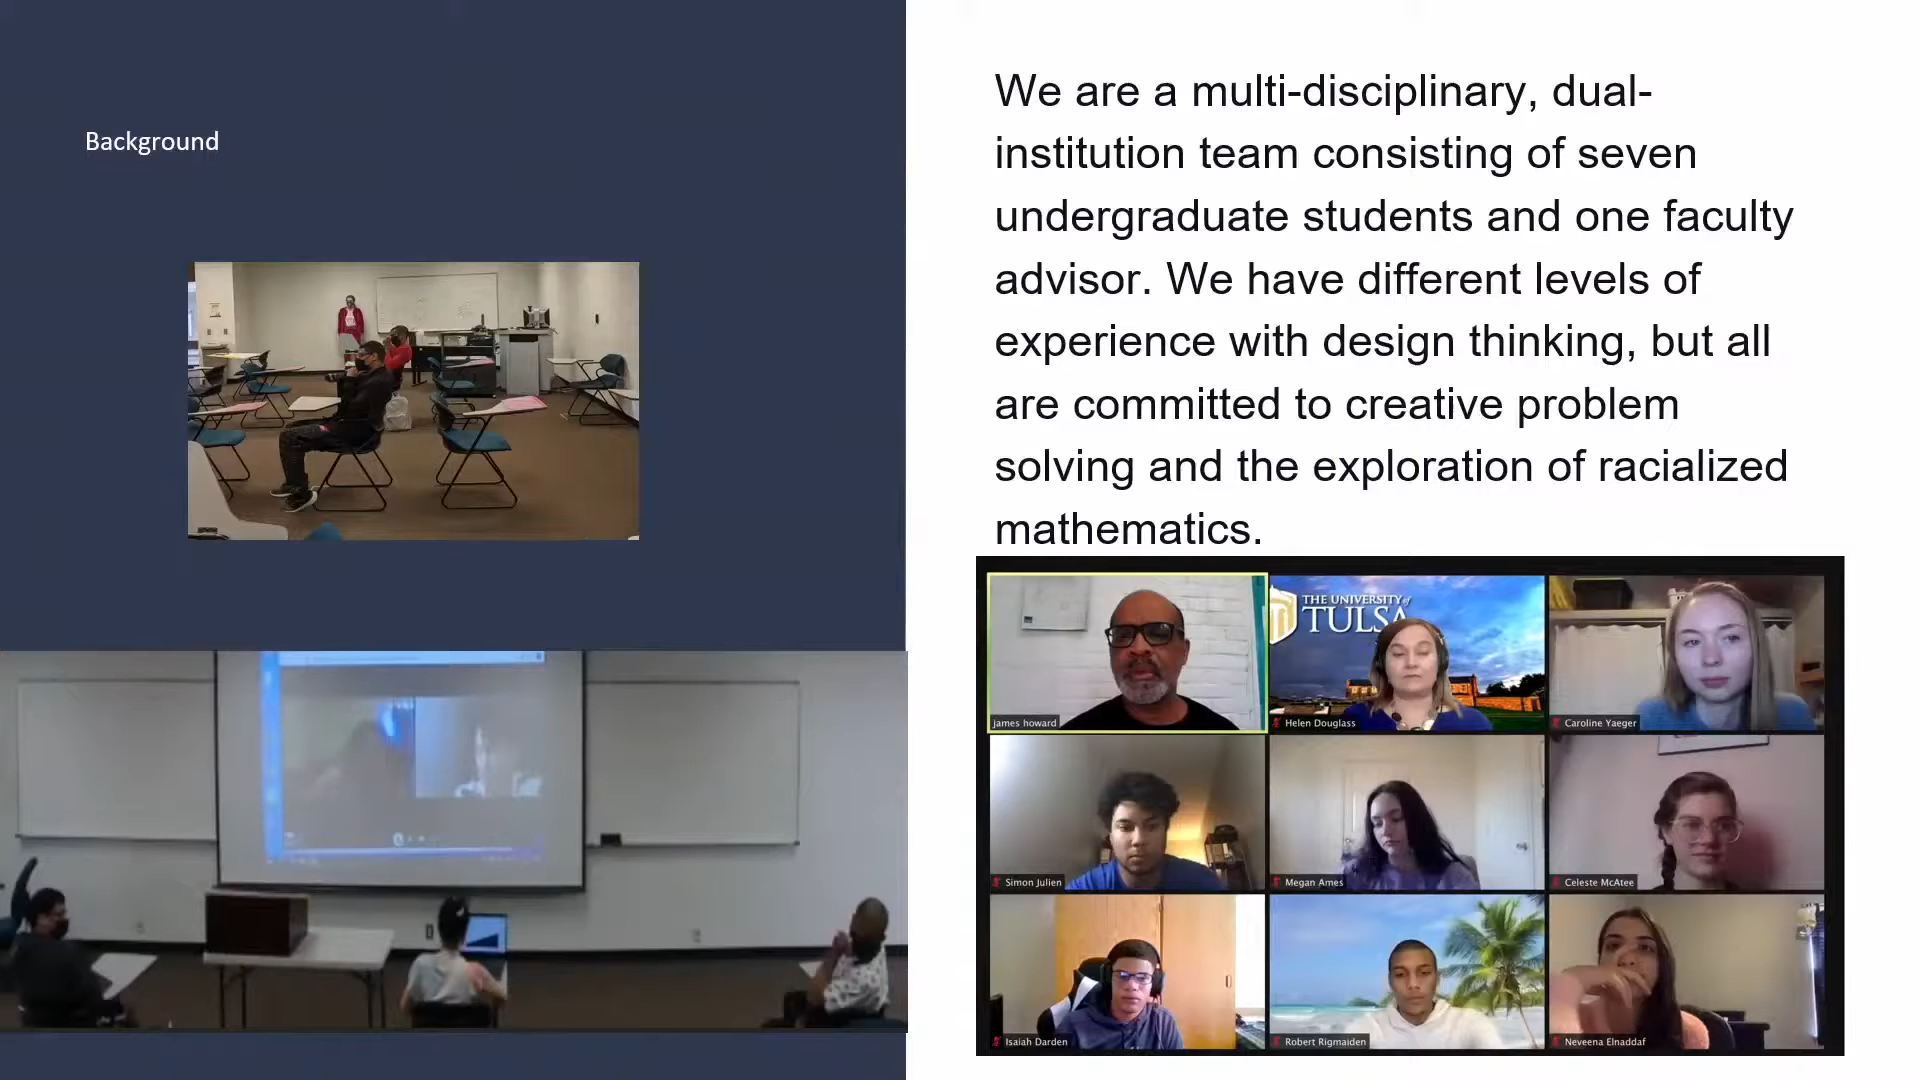 Background
We are a multi-disciplinary, dual-
institution team consisting of seven
undergraduate students and one faculty
advisor. We have different levels of
experience with design thinking, but all
are committed to creative problem
solving and the exploration of racialized
mathematics.
THE UNIVERSITY of
TULSA
james howard
Helen Douglass
Caroline Yaeger
Simon Julien
Megan Ames
Celeste McAtee
Isaiah Darden
Robert Rigmaiden
Neveena Elnaddaf